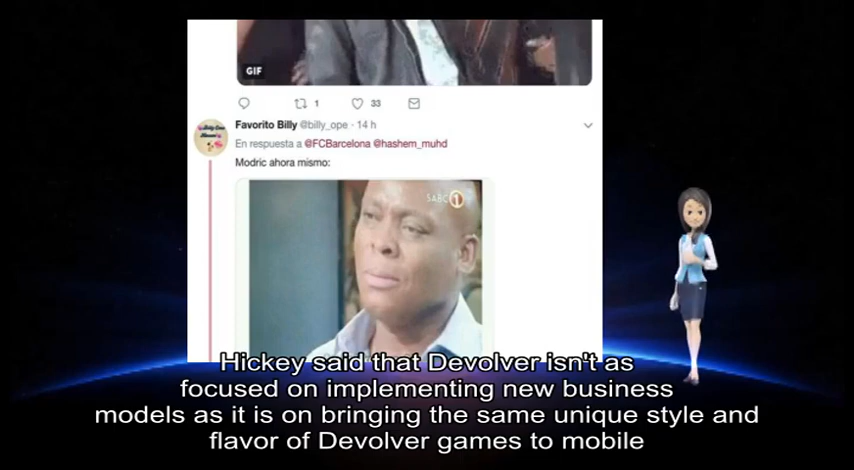 GIF
1 33
Favorito Billy @billy_ope · 14 h
En respuesta a @FCBarcelona @hashem_muhd
Modric ahora mismo:
SABC 1
Hickey said that Devolver isn't as
focused on implementing new business
models as it is on bringing the same unique style and
flavor of Devolver games to mobile